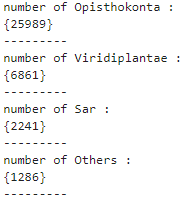 number of Opisthokonta :
{25989}
---------
number of Viridiplantae :
{6861}
---------
number of Sar :
{2241}
---------
number of Others :
{1286}
---------